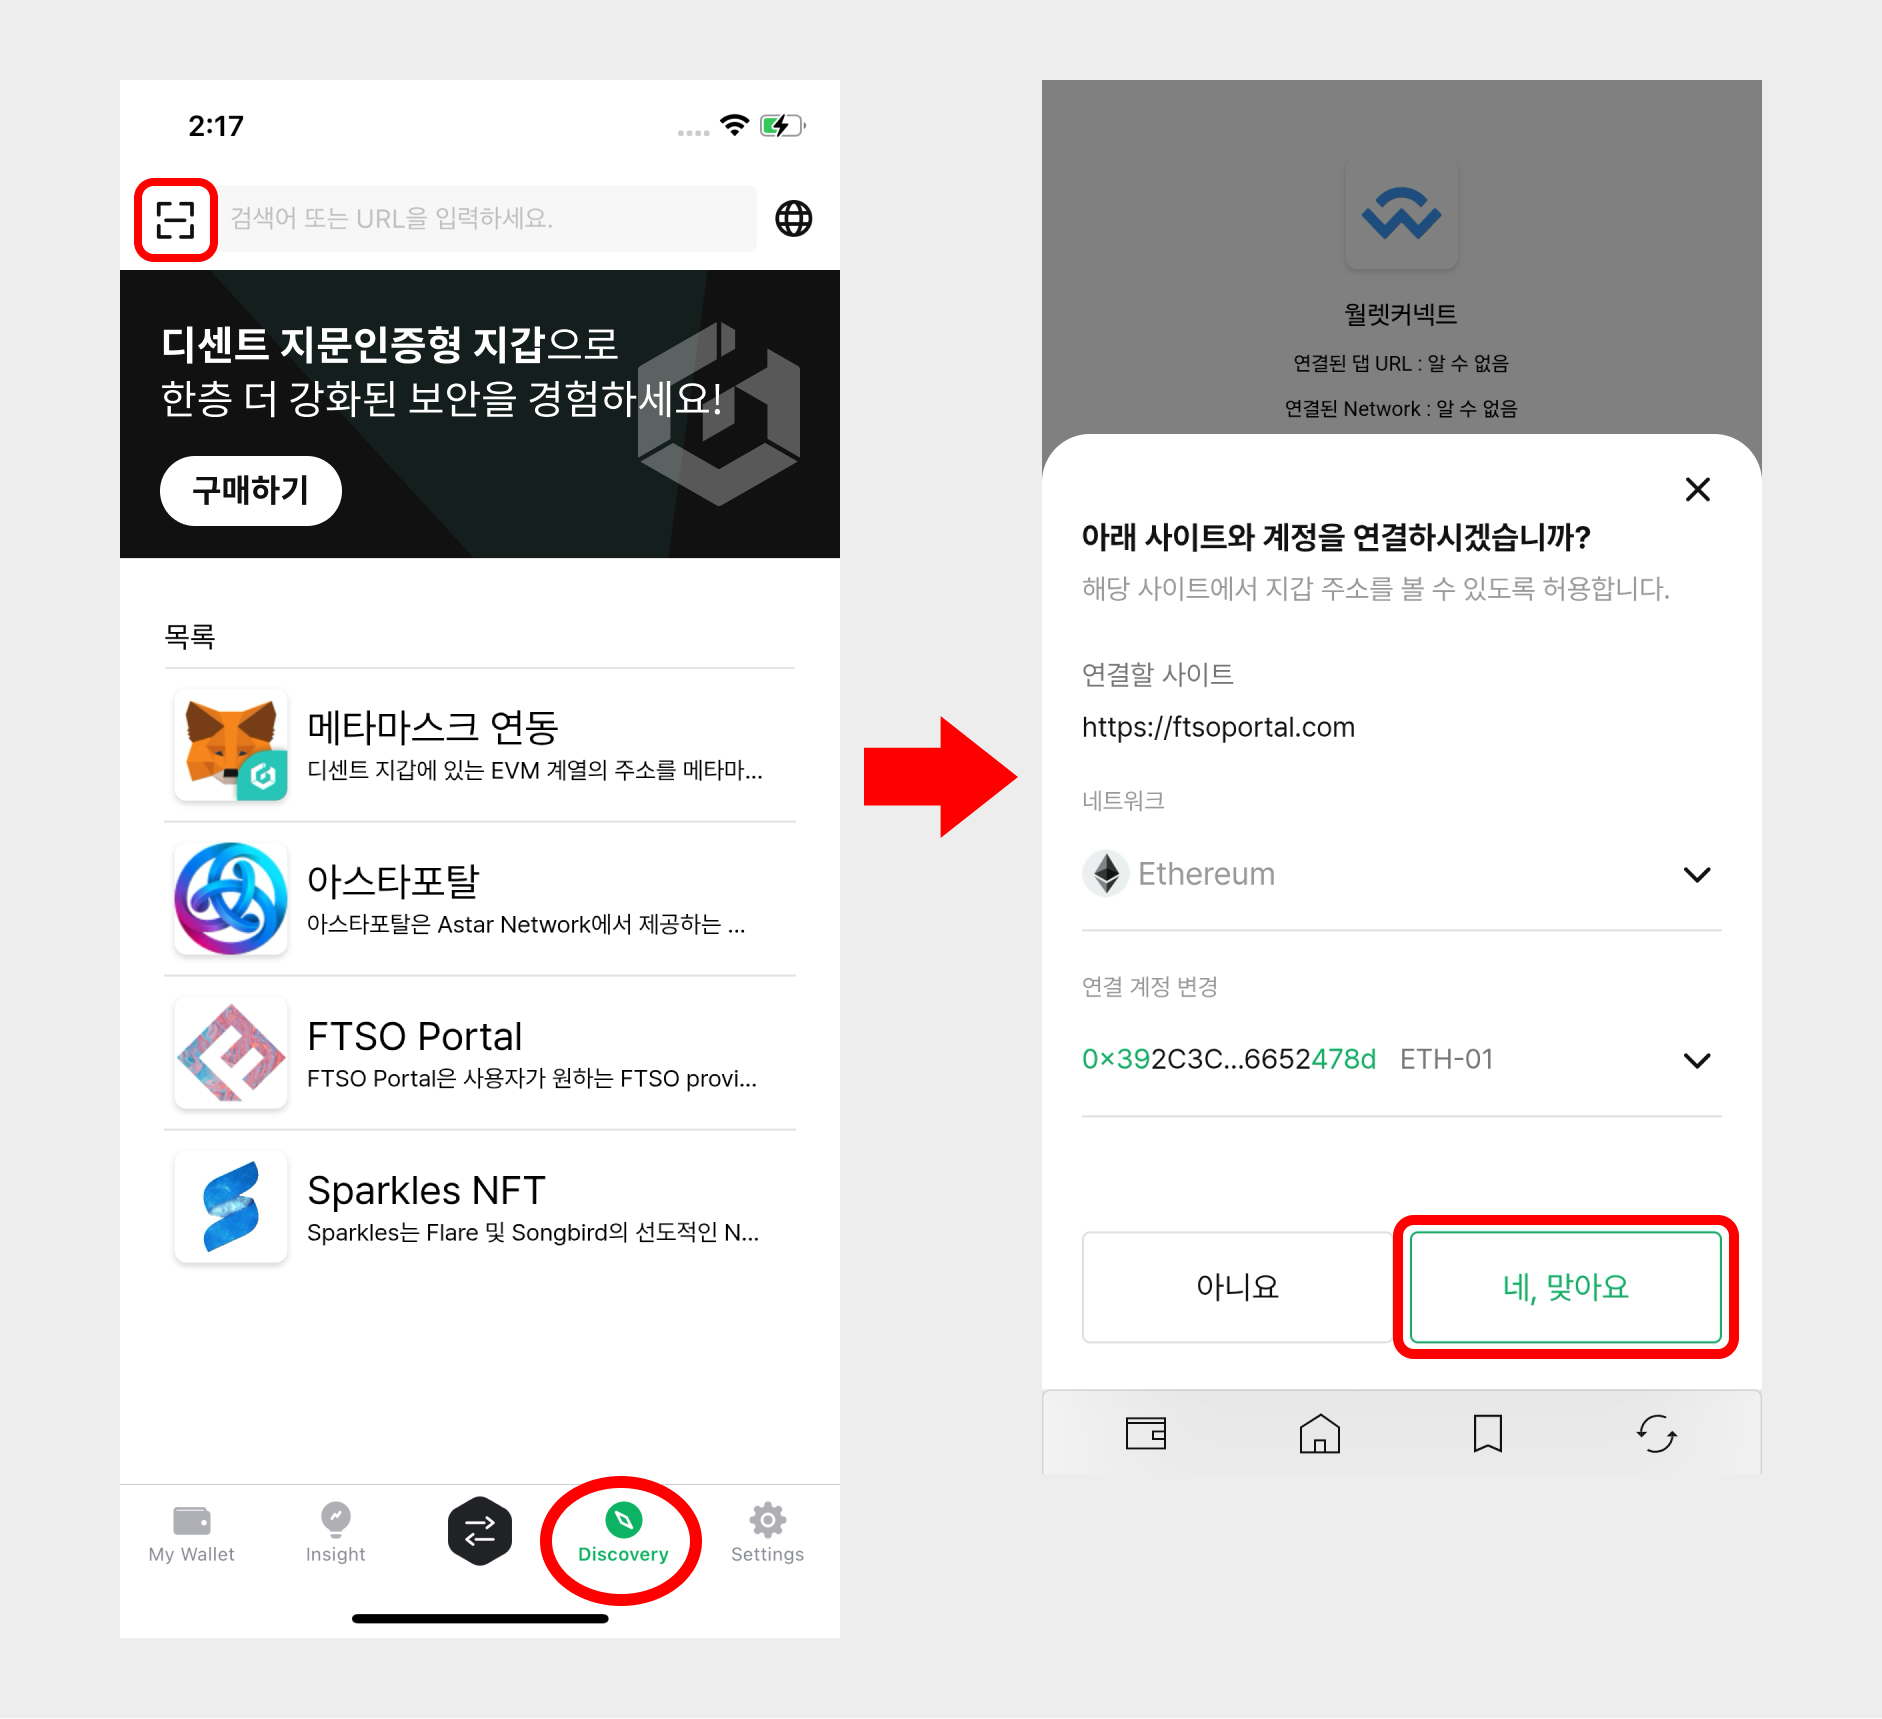 2:17
검색어 또는 URL을 입력하세요.
디센트 지문인증형 지갑으로
한층 더 강화된 보안을 경험하세요!
구매하기
목록
메타마스크 연동
디센트 지갑에 있는 EVM 계열의 주소를 메타마...
아스타포탈
아스타포탈은 Astar Network에서 제공하는 ...
FTSO Portal
FTSO Portal은 사용자가 원하는 FTSO provi...
Sparkles NFT
Sparkles는 Flare 및 Songbird의 선도적인 N...
My Wallet
Insight
Discovery
Settings
월렛커넥트
연결된 댑 URL : 알 수 없음
연결된 Network : 알 수 없음
아래 사이트와 계정을 연결하시겠습니까?
해당 사이트에서 지갑 주소를 볼 수 있도록 허용합니다.
연결할 사이트
https://ftsoportal.com
네트워크
Ethereum
연결 계정 변경
0x392C3C...6652478d ETH-01
아니요
네, 맞아요